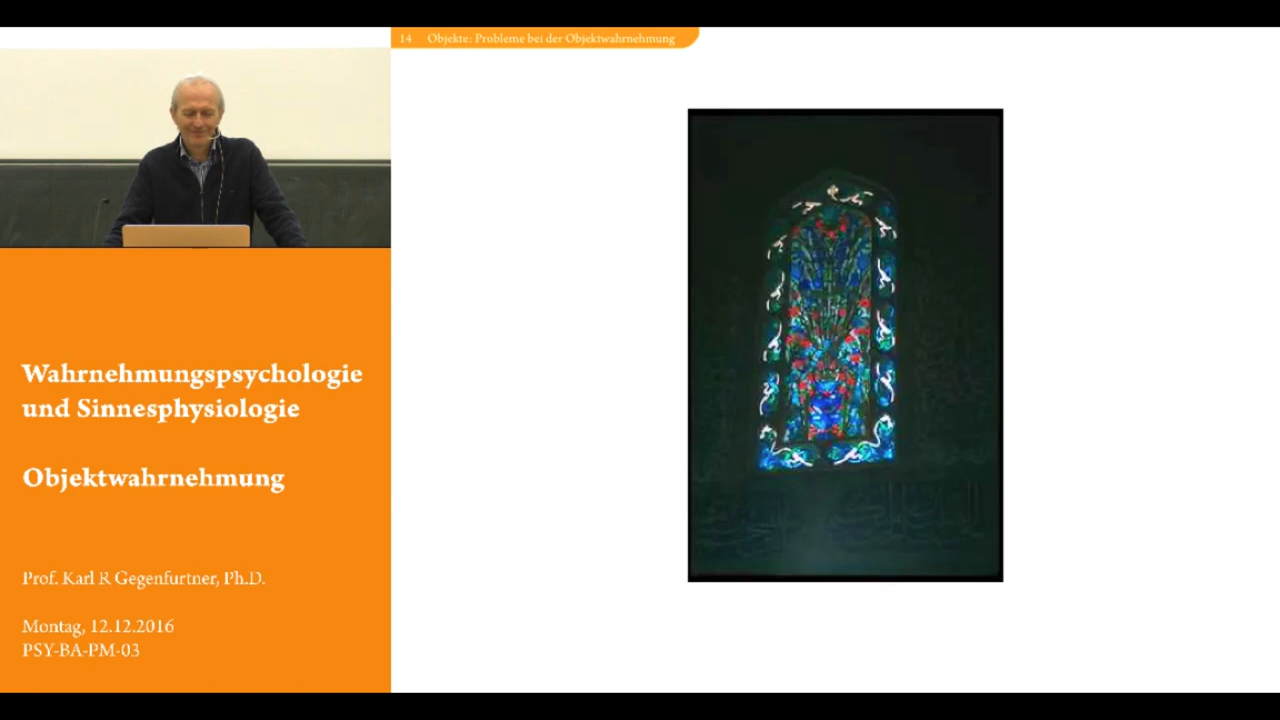 14 Objekte: Probleme bei der Objektwahrnehmung
Wahrnehmungspsychologie
und Sinnesphysiologie
Objektwahrnehmung
Prof. Karl R Gegenfurtner, Ph.D.
Montag, 12.12.2016
PSY-BA-PM-03